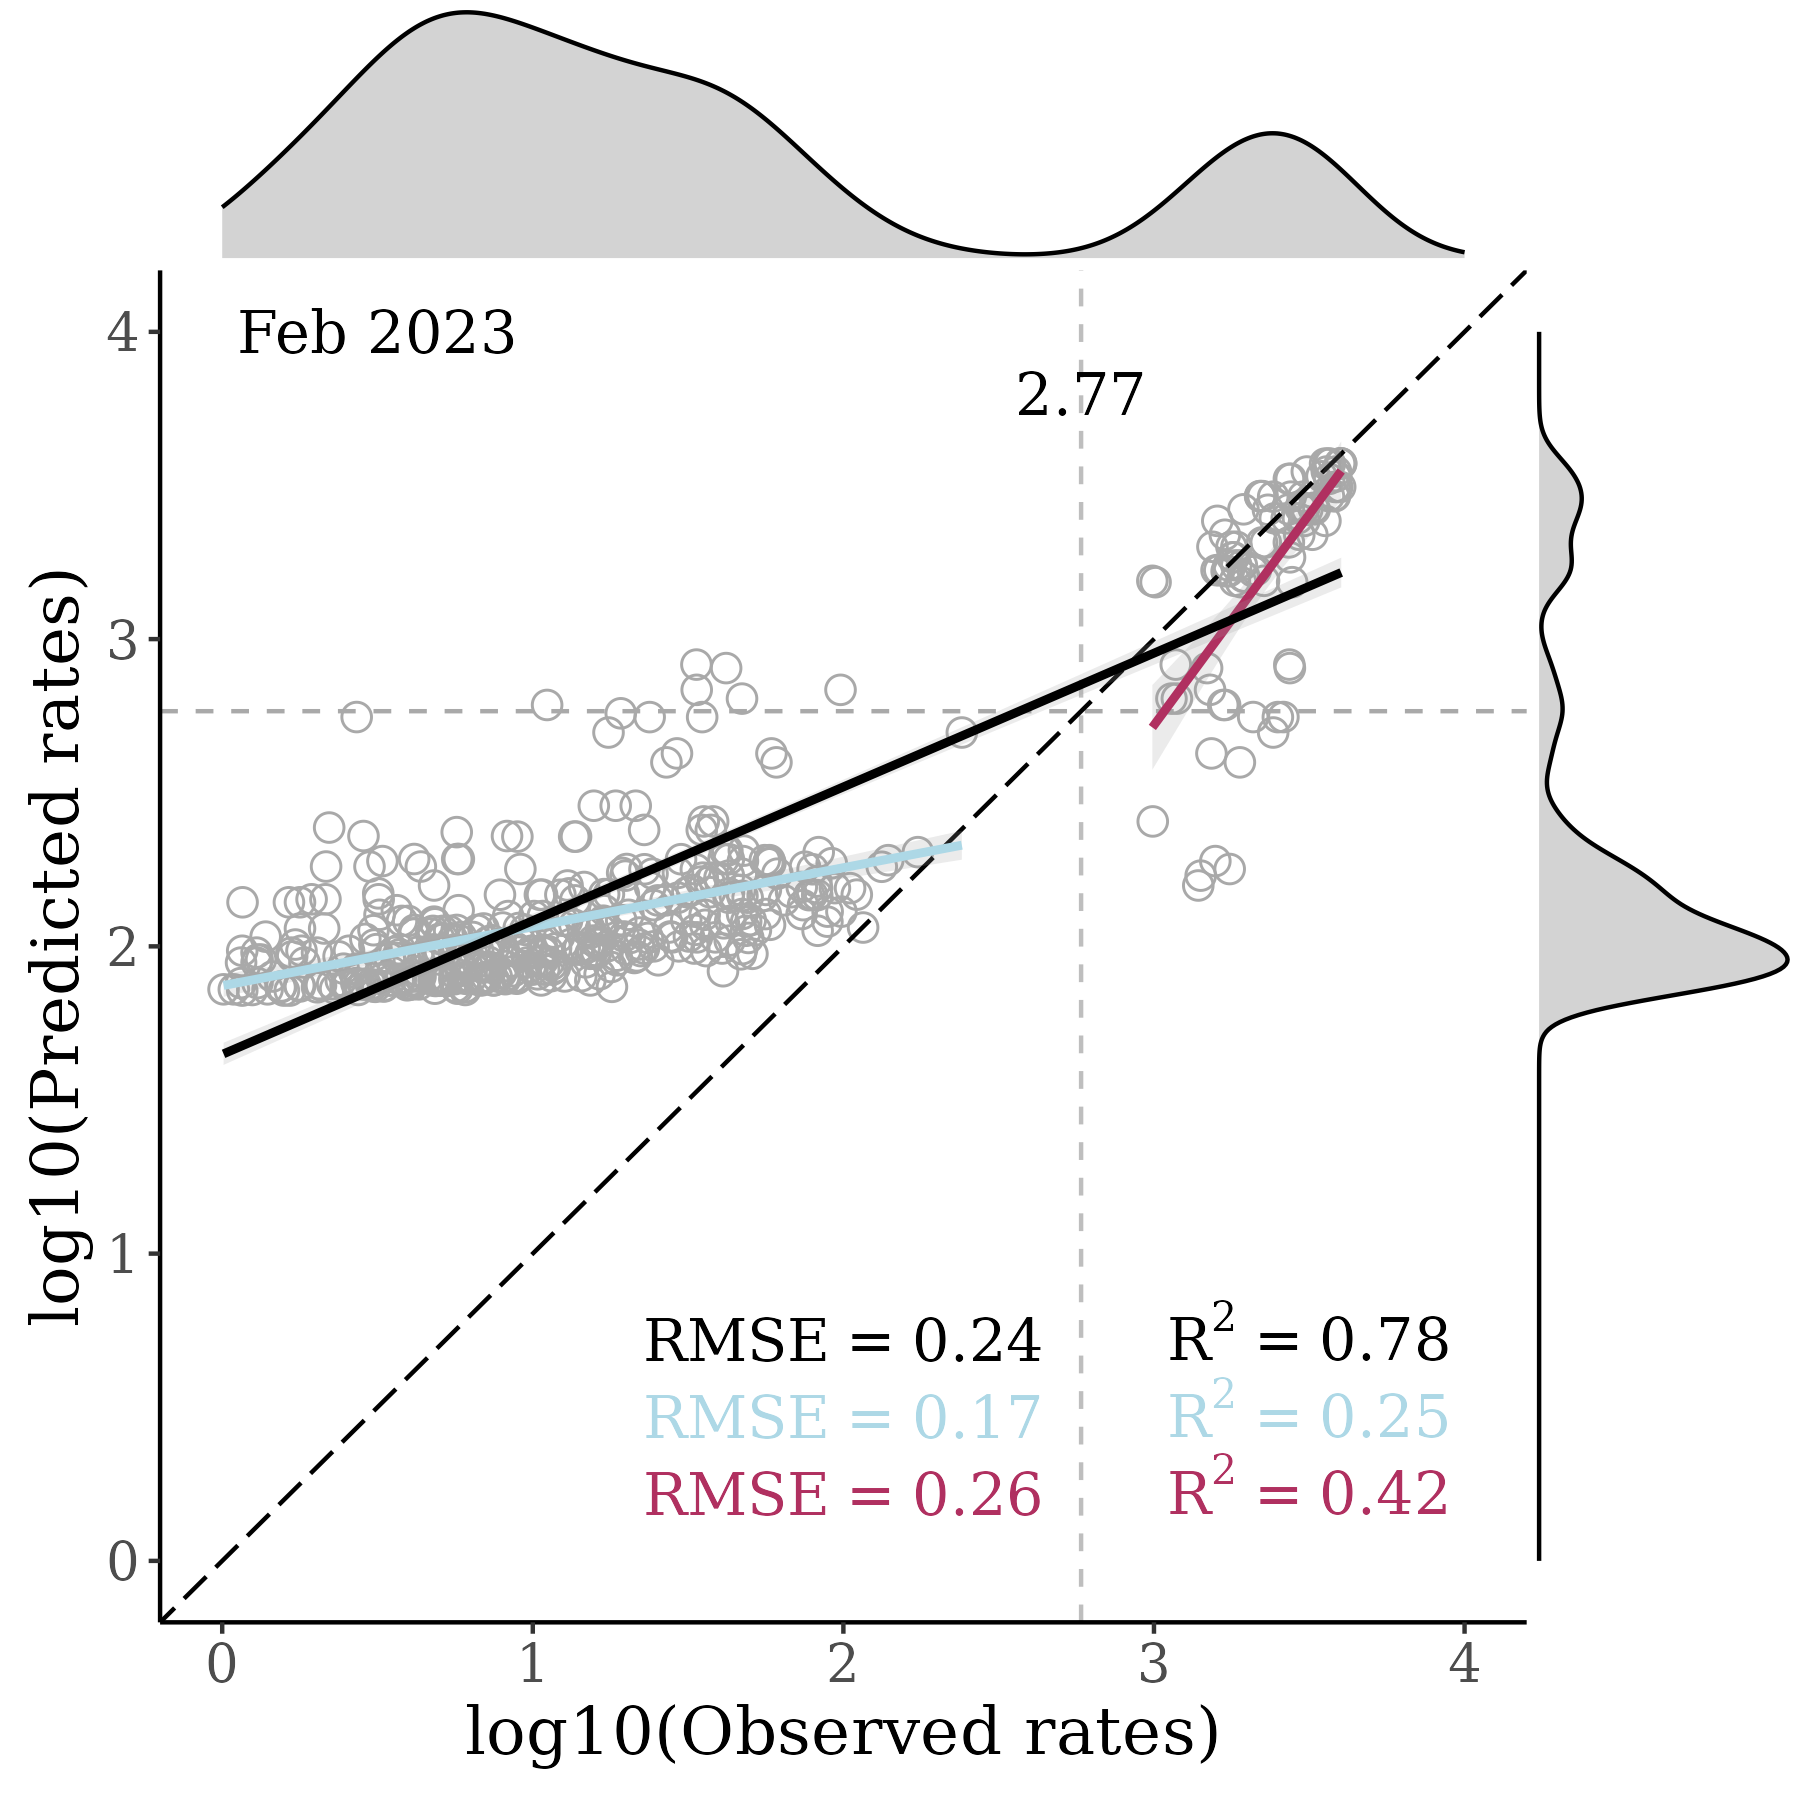 Feb 2023
2.77
4
3
2
1
0
log10(Predicted rates)
RMSE = 0.24 R² = 0.78
RMSE = 0.17 R² = 0.25
RMSE = 0.26 R² = 0.42
0 1 2 3 4
log10(Observed rates)